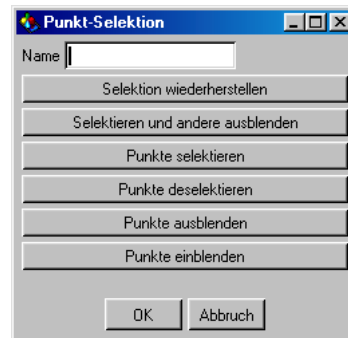 Punkt-Selektion
Name
Selektion wiederherstellen
Selektieren und andere ausblenden
Punkte selektieren
Punkte deselektieren
Punkte ausblenden
Punkte einblenden
OK Abbruch